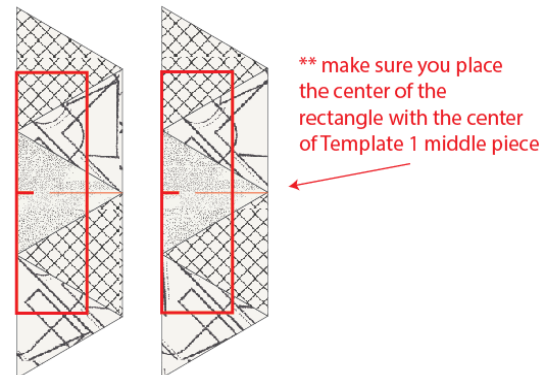 ** make sure you place
the center of the
rectangle with the center
of Template 1 middle piece